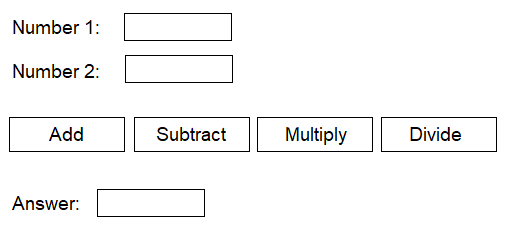 Number 1:
Number 2:
Add Subtract Multiply Divide
Answer: